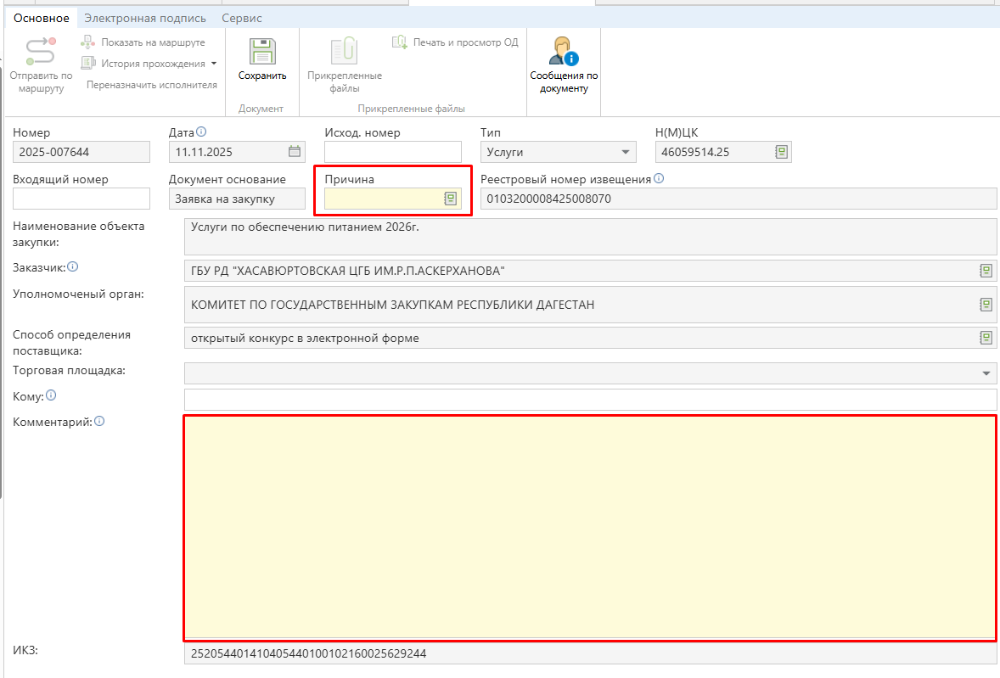 Основное Электронная подпись Сервис
Отправить по маршруту
Показать на маршруте
История прохождения
Переназначить исполнителя
Сохранить
Документ
Прикрепленные файлы
Печать и просмотр ОД
Прикрепленные файлы
Сообщения по документу
Номер Дата Исход. номер Тип Н(М)ЦК
2025-007644 11.11.2025 Услуги 46059514.25
Входящий номер Документ основание Причина Реестровый номер извещения
Заявка на закупку 0103200008425008070
Наименование объекта закупки: Услуги по обеспечению питанием 2026г.
Заказчик: ГБУ РД "ХАСАВЮРТОВСКАЯ ЦГБ ИМ.Р.П.АСКЕРХАНОВА"
Уполномоченый орган: КОМИТЕТ ПО ГОСУДАРСТВЕННЫМ ЗАКУПКАМ РЕСПУБЛИКИ ДАГЕСТАН
Способ определения поставщика: открытый конкурс в электронной форме
Торговая площадка:
Кому:
Комментарий:
ИКЗ: 252054401410405440100102160025629244